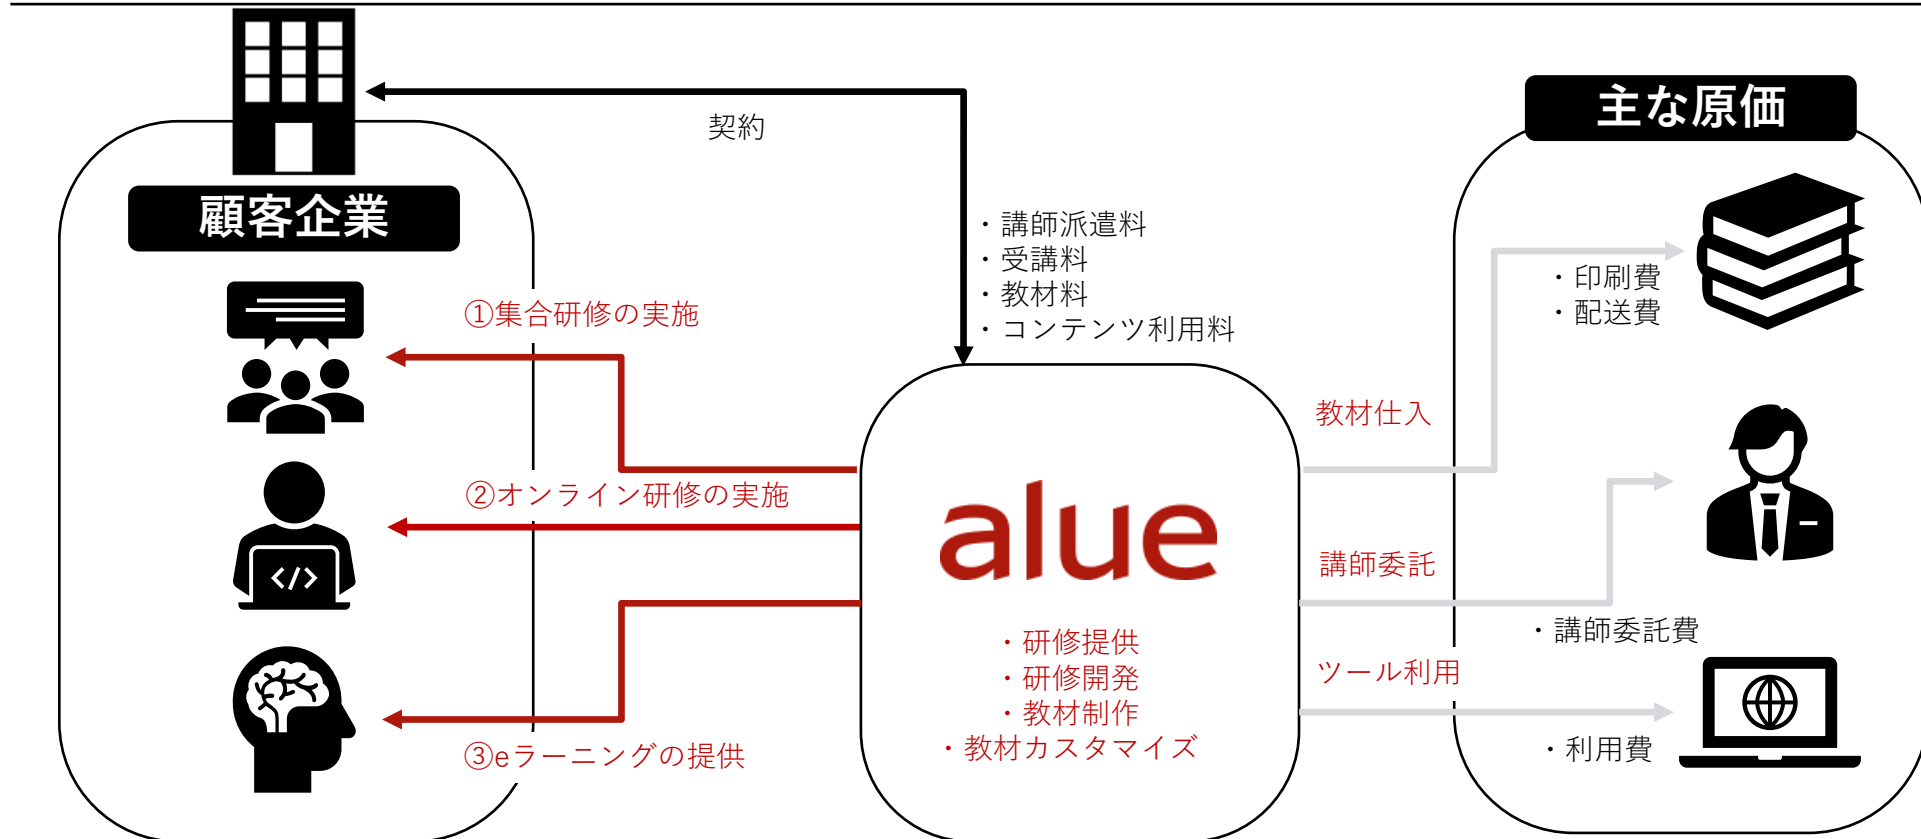 契約
主な原価
顧客企業
・講師派遣料
・受講料
・教材料
・コンテンツ利用料
①集合研修の実施
②オンライン研修の実施
③eラーニングの提供
alue
・研修提供
・研修開発
・教材制作
・教材カスタマイズ
教材仕入
・印刷費
・配送費
講師委託
・講師委託費
ツール利用
・利用費